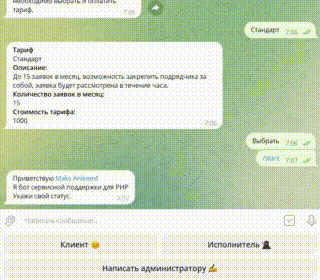 необходимо выбрать и оплатить
тариф.
7:06
Стандарт 7:06
Тариф
Стандарт
Описание:
До 15 заявок в месяц, возможность закрепить подрядчика за
собой, заявка будет рассмотрена в течение часа.
Количество заявок в месяц:
15
Стоимость тарифа:
1000
7:06
Выбрать 7:06
/start 7:07
Приветствую Maks Anikeev!
Я бот сервисной поддержки для PHP
Укажи свой статус. 7:07
Написать сообщение...
Клиент
Исполнитель
Написать администратору